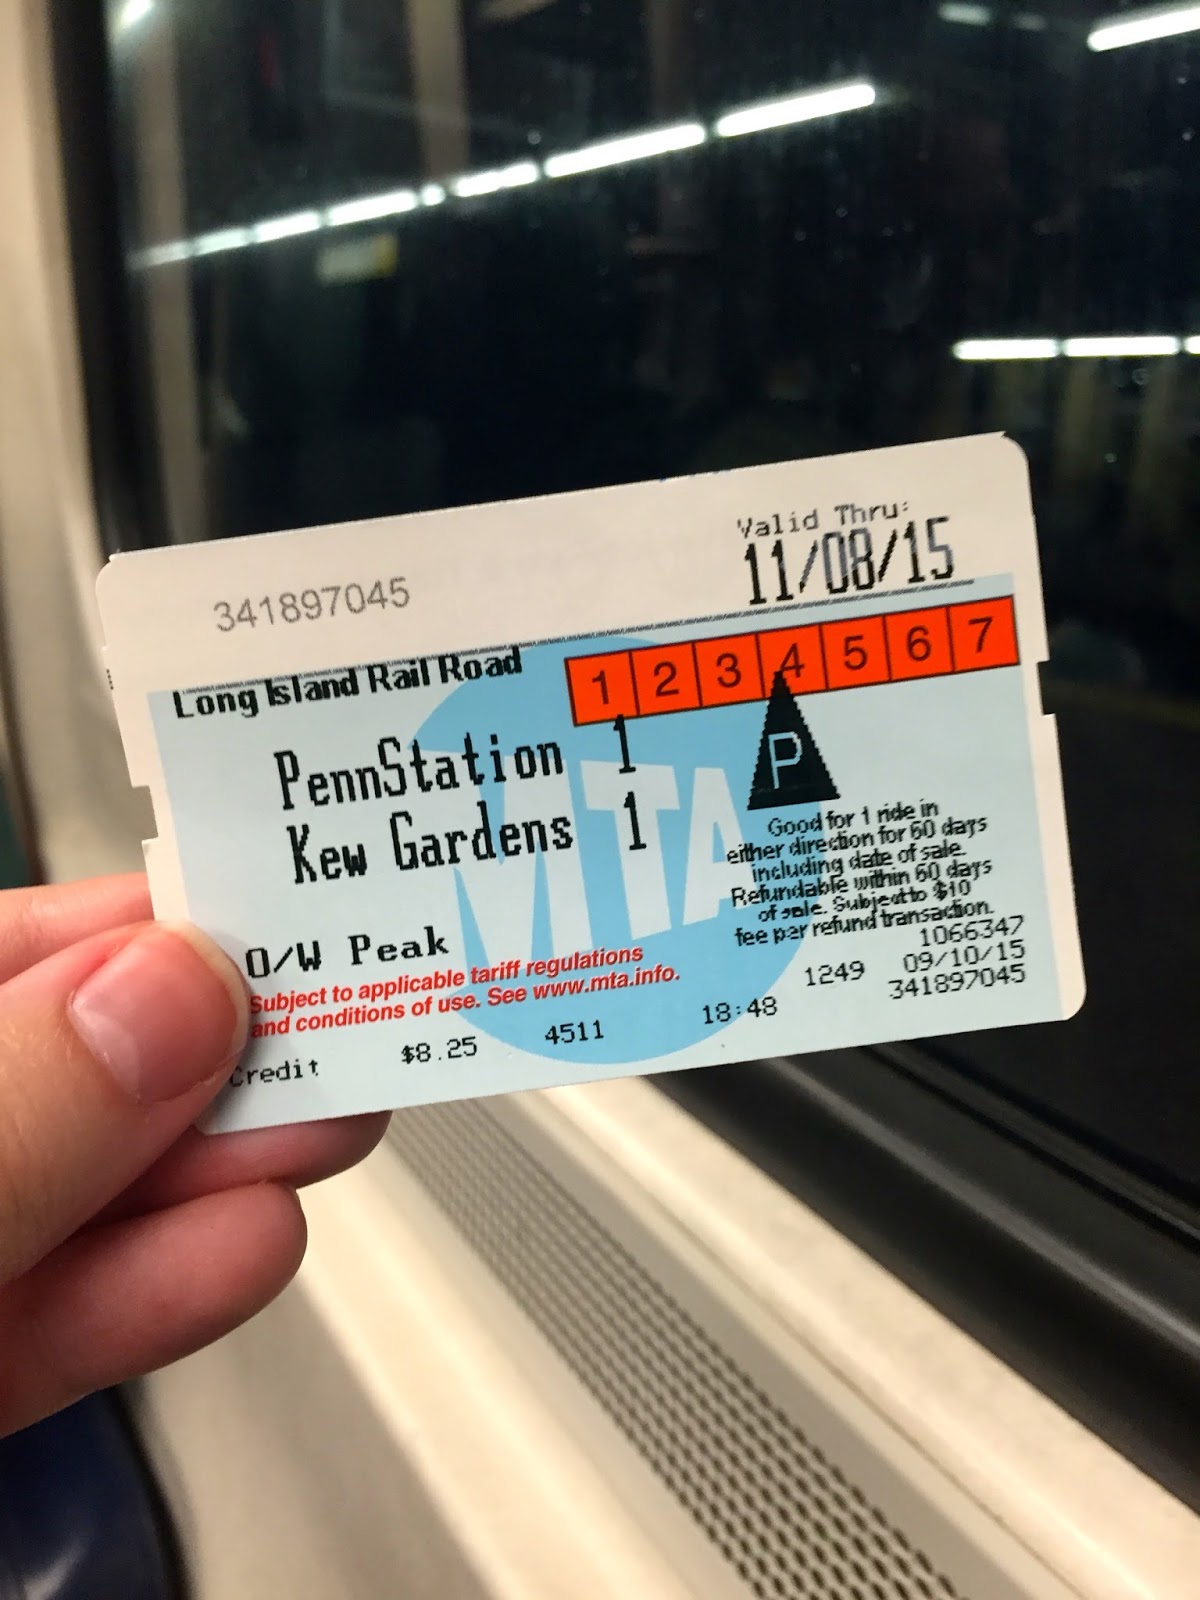 Valid Thru:
11/08/15
341897045
Long Island Rail Road
1 2 3 4 5 6 7
PennStation 1
Kew Gardens 1
P
MTA
Good for 1 ride in
either direction for 60 days
including date of sale.
Refundable within 60 days
of sale. Subject to $10
fee per refund transaction.
O/W Peak
Subject to applicable tariff regulations
and conditions of use. See www.mta.info.
1066347
1249 09/10/15
341897045
Credit $8.25 4511 18:48